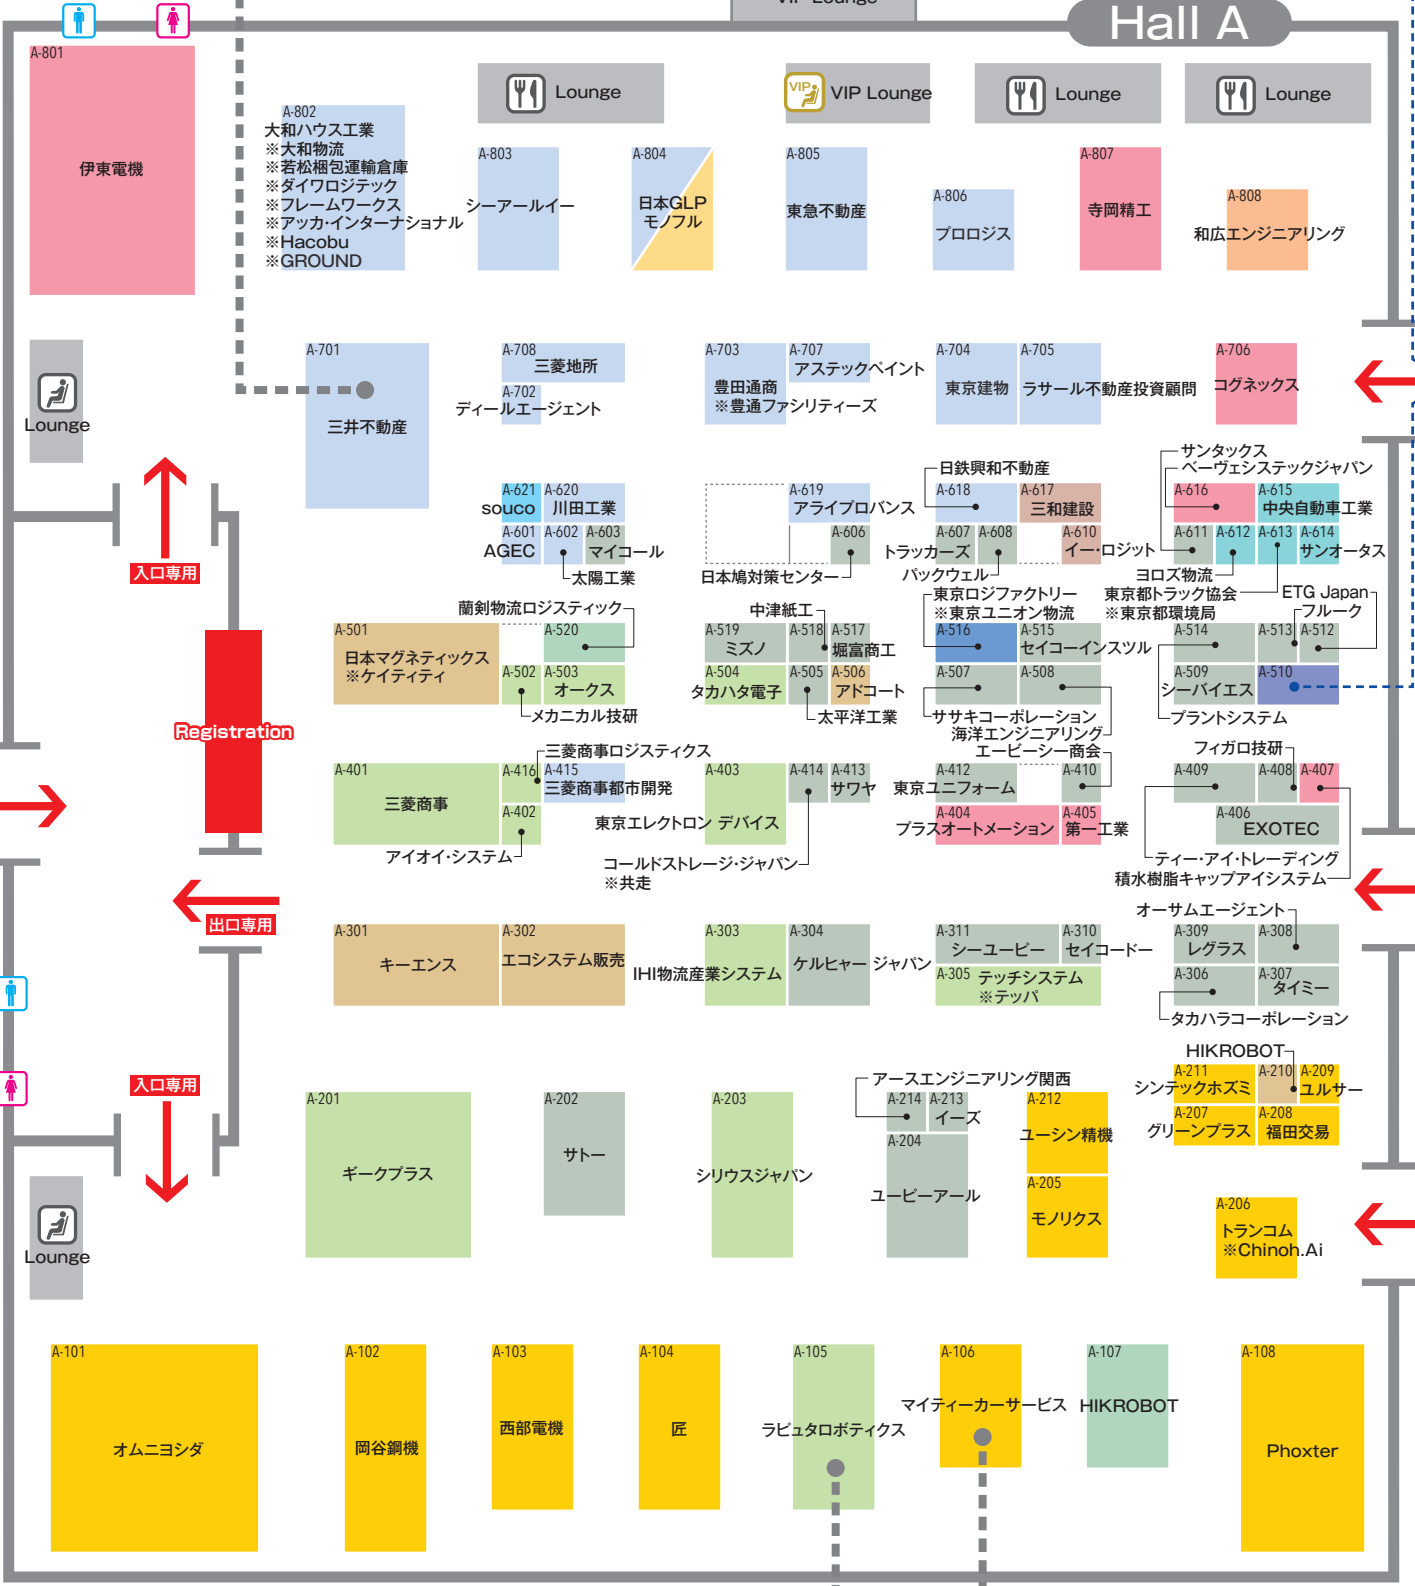 VIP Lounge
Hall A
A-801
伊東電機
A-802
大和ハウス工業
※大和物流
※若松梱包運輸倉庫
※ダイワロジテック
※フレームワークス
※アッカ・インターナショナル
※Hacobu
※GROUND
Lounge
VIP
VIP Lounge
Lounge
Lounge
A-803
シーアールイー
A-804
日本GLP
モノフル
A-805
東急不動産
A-806
プロロジス
A-807
寺岡精工
A-808
和広エンジニアリング
Lounge
A-701
三井不動産
A-708
三菱地所
A-702
ディールエージェント
A-703
豊田通商
※豊通ファシリティーズ
A-707
アステックペイント
A-704
東京建物
A-705
ラサール不動産投資顧問
A-706
コグネックス
入口専用
A-621
souco
A-620
川田工業
A-601
AGEC
A-602
A-603
マイコール
太陽工業
A-619
アライプロバンス
A-606
日本鳩対策センター
日鉄興和不動産
A-618
A-617
三和建設
A-607
トラッカーズ
A-608
A-610
イー・ロジット
パックウェル
サンタックス
ベーヴェシステックジャパン
A-616
A-615
中央自動車工業
A-611
A-612
A-613
A-614
サンオータス
ヨロズ物流
東京都トラック協会
※東京都環境局
ETG Japan
フルーク
Registration
蘭剣物流ロジスティック
A-501
日本マグネティックス
※ケイティティ
A-520
A-502
A-503
オークス
メカニカル技研
中津紙工
A-519
ミズノ
A-518
A-517
堀富商工
A-504
タカハタ電子
A-505
A-506
アドコート
太平洋工業
東京ロジファクトリー
※東京ユニオン物流
A-516
A-515
セイコーインスツル
A-507
A-508
ササキコーポレーション
海洋エンジニアリング
エービーシー商会
A-514
A-513
A-512
A-509
シーバイエス
A-510
プラントシステム
フィガロ技研
三菱商事ロジスティクス
A-401
三菱商事
A-416
A-415
三菱商事都市開発
A-402
アイオイ・システム
A-403
東京エレクトロン デバイス
A-414
A-413
サワヤ
コールドストレージ・ジャパン
※共走
A-412
東京ユニフォーム
A-410
A-404
プラスオートメーション
A-405
第一工業
A-409
A-408
A-407
A-406
EXOTEC
ティー・アイ・トレーディング
積水樹脂キャップアイシステム
出口専用
A-301
キーエンス
A-302
エコシステム販売
A-303
IHI物流産業システム
A-304
ケルヒャー ジャパン
A-311
シーユーピー
A-310
セイコードー
A-305
テッチシステム
※テッパ
オーサムエージェント
A-309
レグラス
A-308
A-306
A-307
タイミー
タカハラコーポレーション
入口専用
Lounge
A-201
ギークプラス
A-202
サトー
A-203
シリウスジャパン
アースエンジニアリング関西
A-214
A-213
イーズ
A-204
ユーピーアール
A-212
ユーシン精機
A-205
モノリクス
HIKROBOT
A-211
シンテックホズミ
A-210
A-209
ユルサー
A-207
グリーンプラス
A-208
福田交易
A-206
トランコム
※Chinoh.Ai
A-101
オムニヨシダ
A-102
岡谷鋼機
A-103
西部電機
A-104
匠
A-105
ラピュタロボティクス
A-106
マイティーカーサービス
A-107
HIKROBOT
A-108
Phoxter